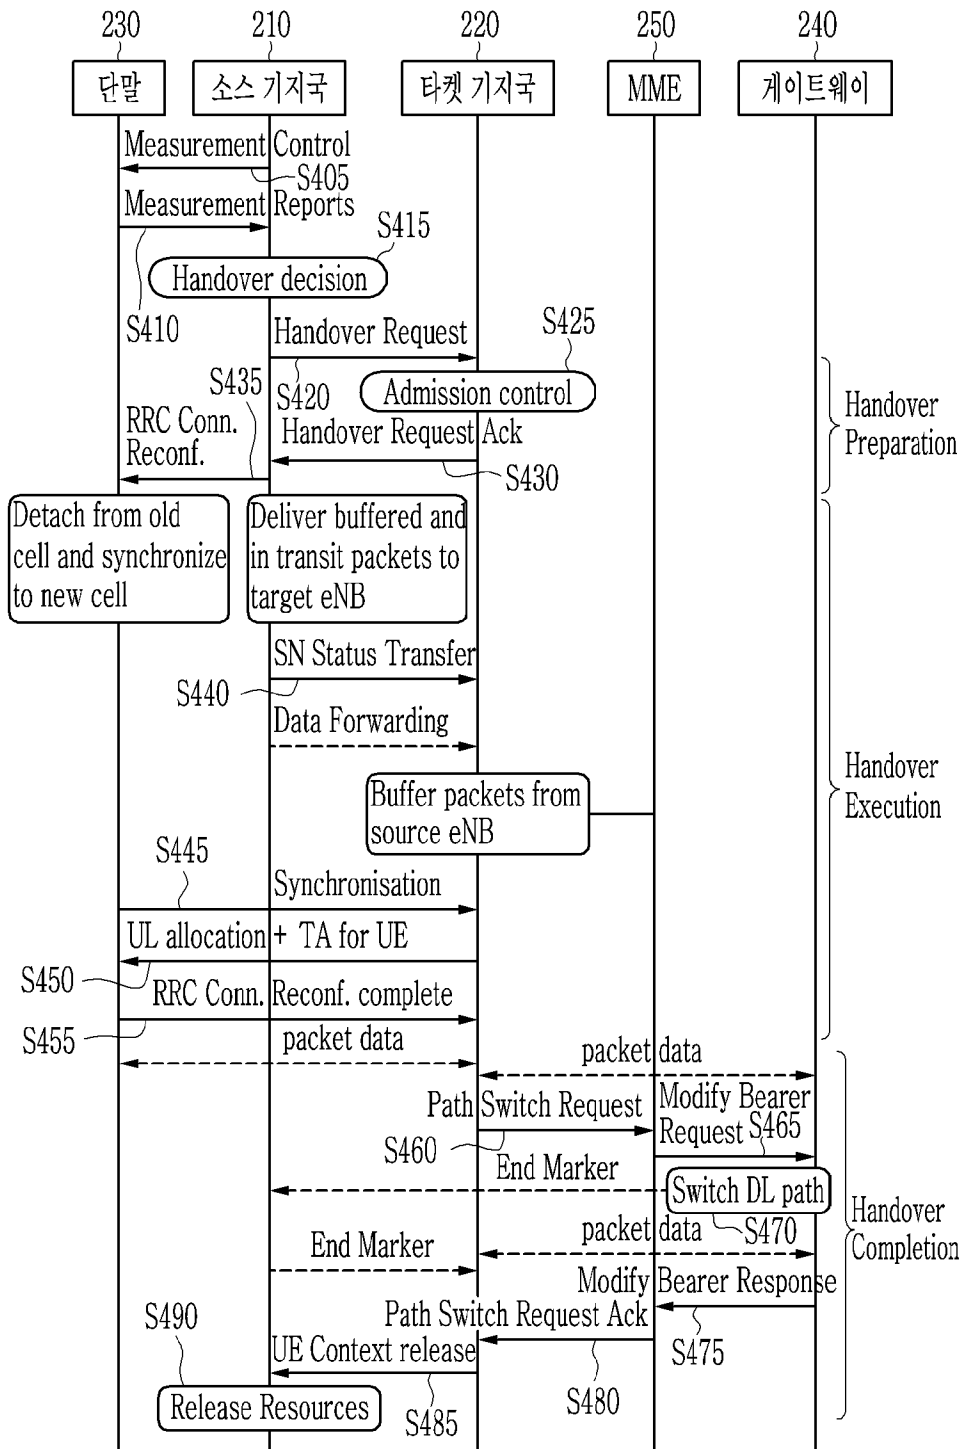 230
210
220
250
240
단말
소스 기지국
타켓 기지국
MME
게이트웨이
Measurement Control
S405
Measurement Reports
S410
S415
Handover decision
Handover Request
S420
S425
Admission control
S435
RRC Conn.
Reconf.
Handover Request Ack
S430
Handover
Preparation
Detach from old
cell and synchronize
to new cell
Deliver buffered and
in transit packets to
target eNB
SN Status Transfer
S440
Data Forwarding
Buffer packets from
source eNB
Handover
Execution
S445
Synchronisation
UL allocation + TA for UE
S450
RRC Conn. Reconf. complete
S455
packet data
packet data
Path Switch Request
S460
Modify Bearer
Request
S465
End Marker
Switch DL path
S470
packet data
End Marker
Handover
Completion
Modify Bearer Response
S475
Path Switch Request Ack
S480
S490
UE Context release
S485
Release Resources